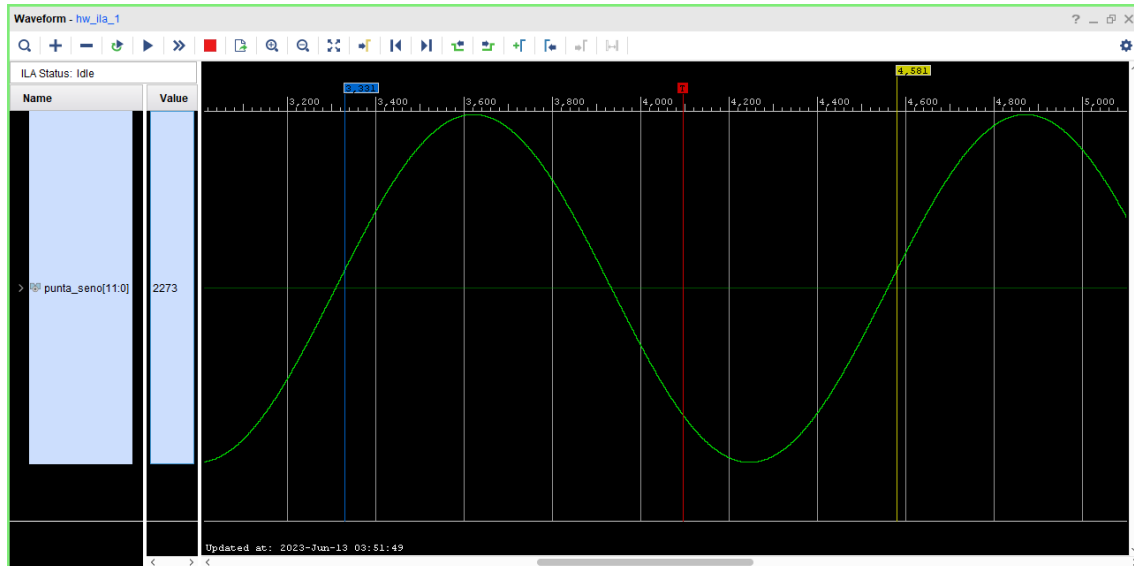 Waveform - hw_ila_1
ILA Status: Idle
Name
Value
punta_seno[11:0]
2273
3,331
T
4,581
3,200
3,400
3,600
3,800
4,000
4,200
4,400
4,600
4,800
5,000
Updated at: 2023-Jun-13 03:51:49